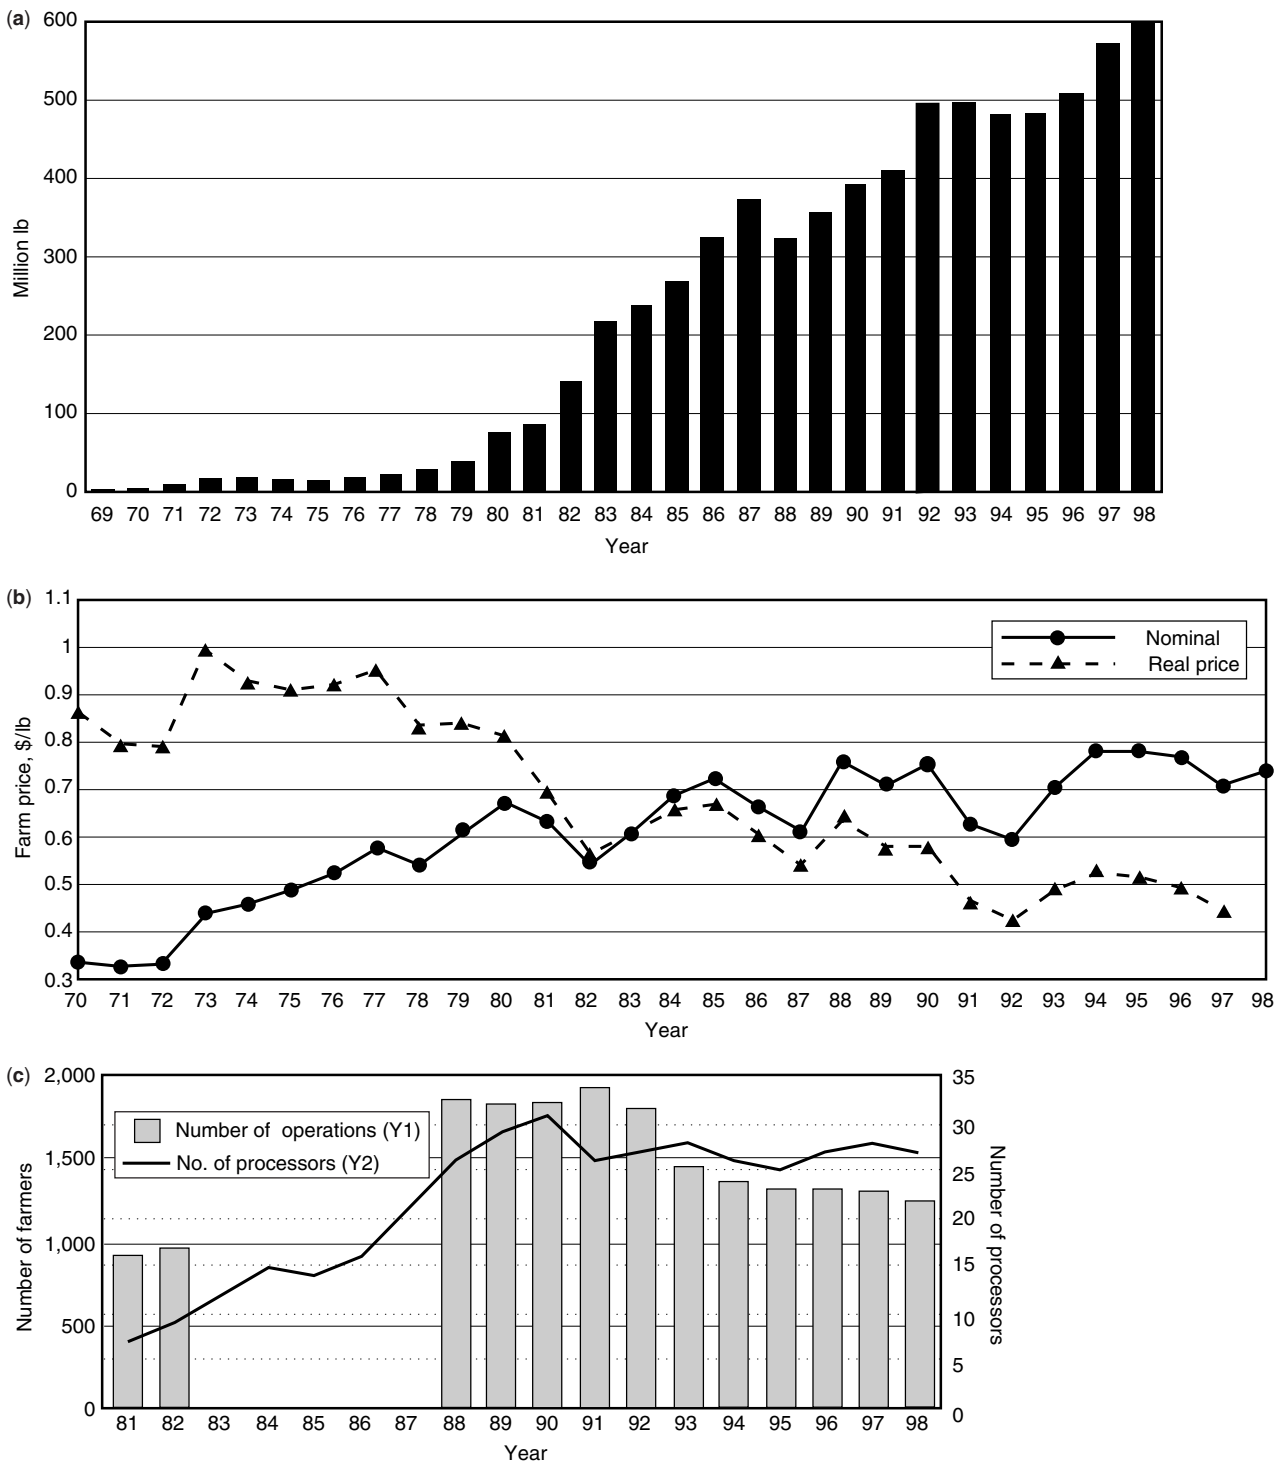 (a)
600
500
400
300
200
100
0
Million lb
69 70 71 72 73 74 75 76 77 78 79 80 81 82 83 84 85 86 87 88 89 90 91 92 93 94 95 96 97 98
Year
(b)
1.1
1
0.9
0.8
0.7
0.6
0.5
0.4
0.3
Farm price, $/lb
Nominal
Real price
70 71 72 73 74 75 76 77 78 79 80 81 82 83 84 85 86 87 88 89 90 91 92 93 94 95 96 97 98
Year
(c)
2,000
1,500
1,000
500
0
Number of farmers
Number of operations (Y1)
No. of processors (Y2)
35
30
25
20
15
10
5
0
Number of processors
81 82 83 84 85 86 87 88 89 90 91 92 93 94 95 96 97 98
Year